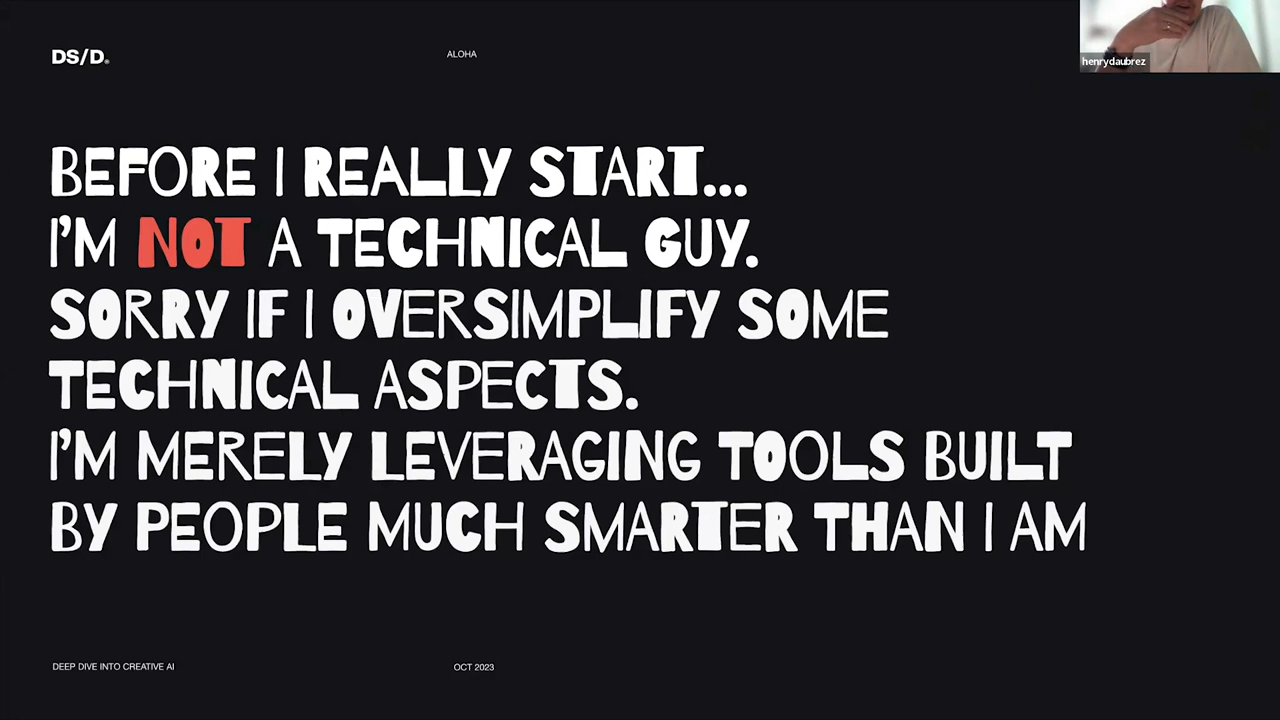 DS/D.
ALOHA
henrydaubrez
BEFORE I REALLY START...
I'M NOT A TECHNICAL GUY.
SORRY IF I OVERSIMPLIFY SOME
TECHNICAL ASPECTS.
I'M MERELY LEVERAGING TOOLS BUILT
BY PEOPLE MUCH SMARTER THAN I AM
DEEP DIVE INTO CREATIVE AI
OCT 2023